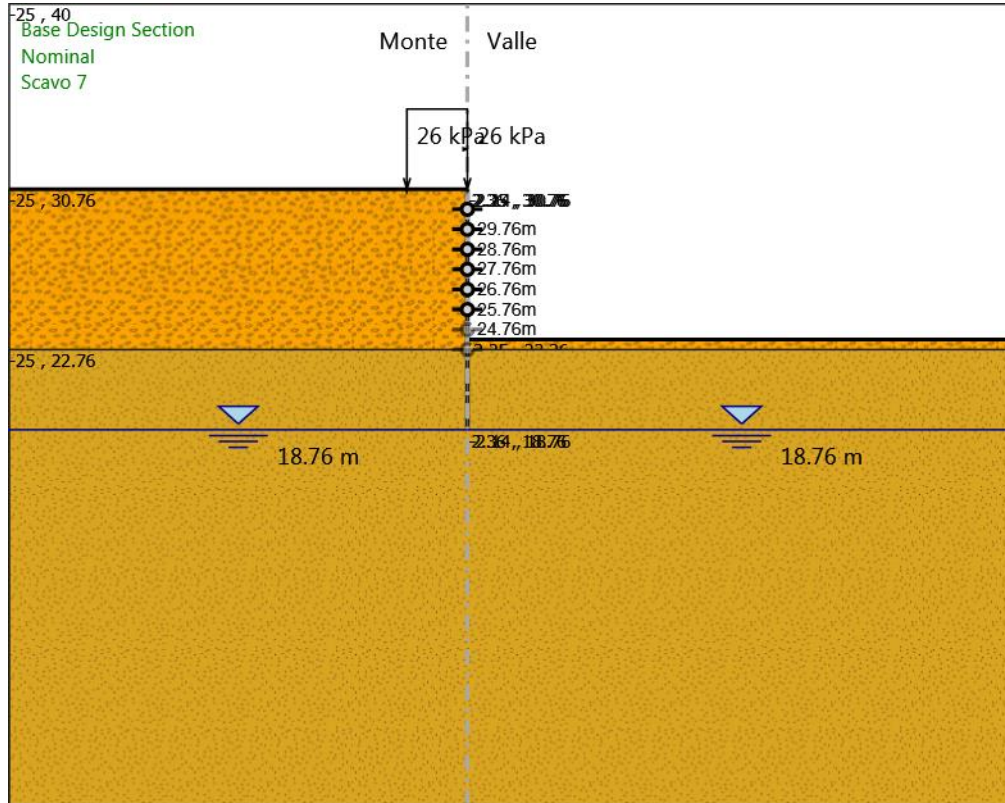 -25 , 40
Base Design Section
Nominal
Scavo 7
Monte
Valle
26 kPa
26 kPa
-25 , 30.76
29.76m
28.76m
27.76m
26.76m
25.76m
24.76m
-25 , 22.76
18.76 m
18.76 m